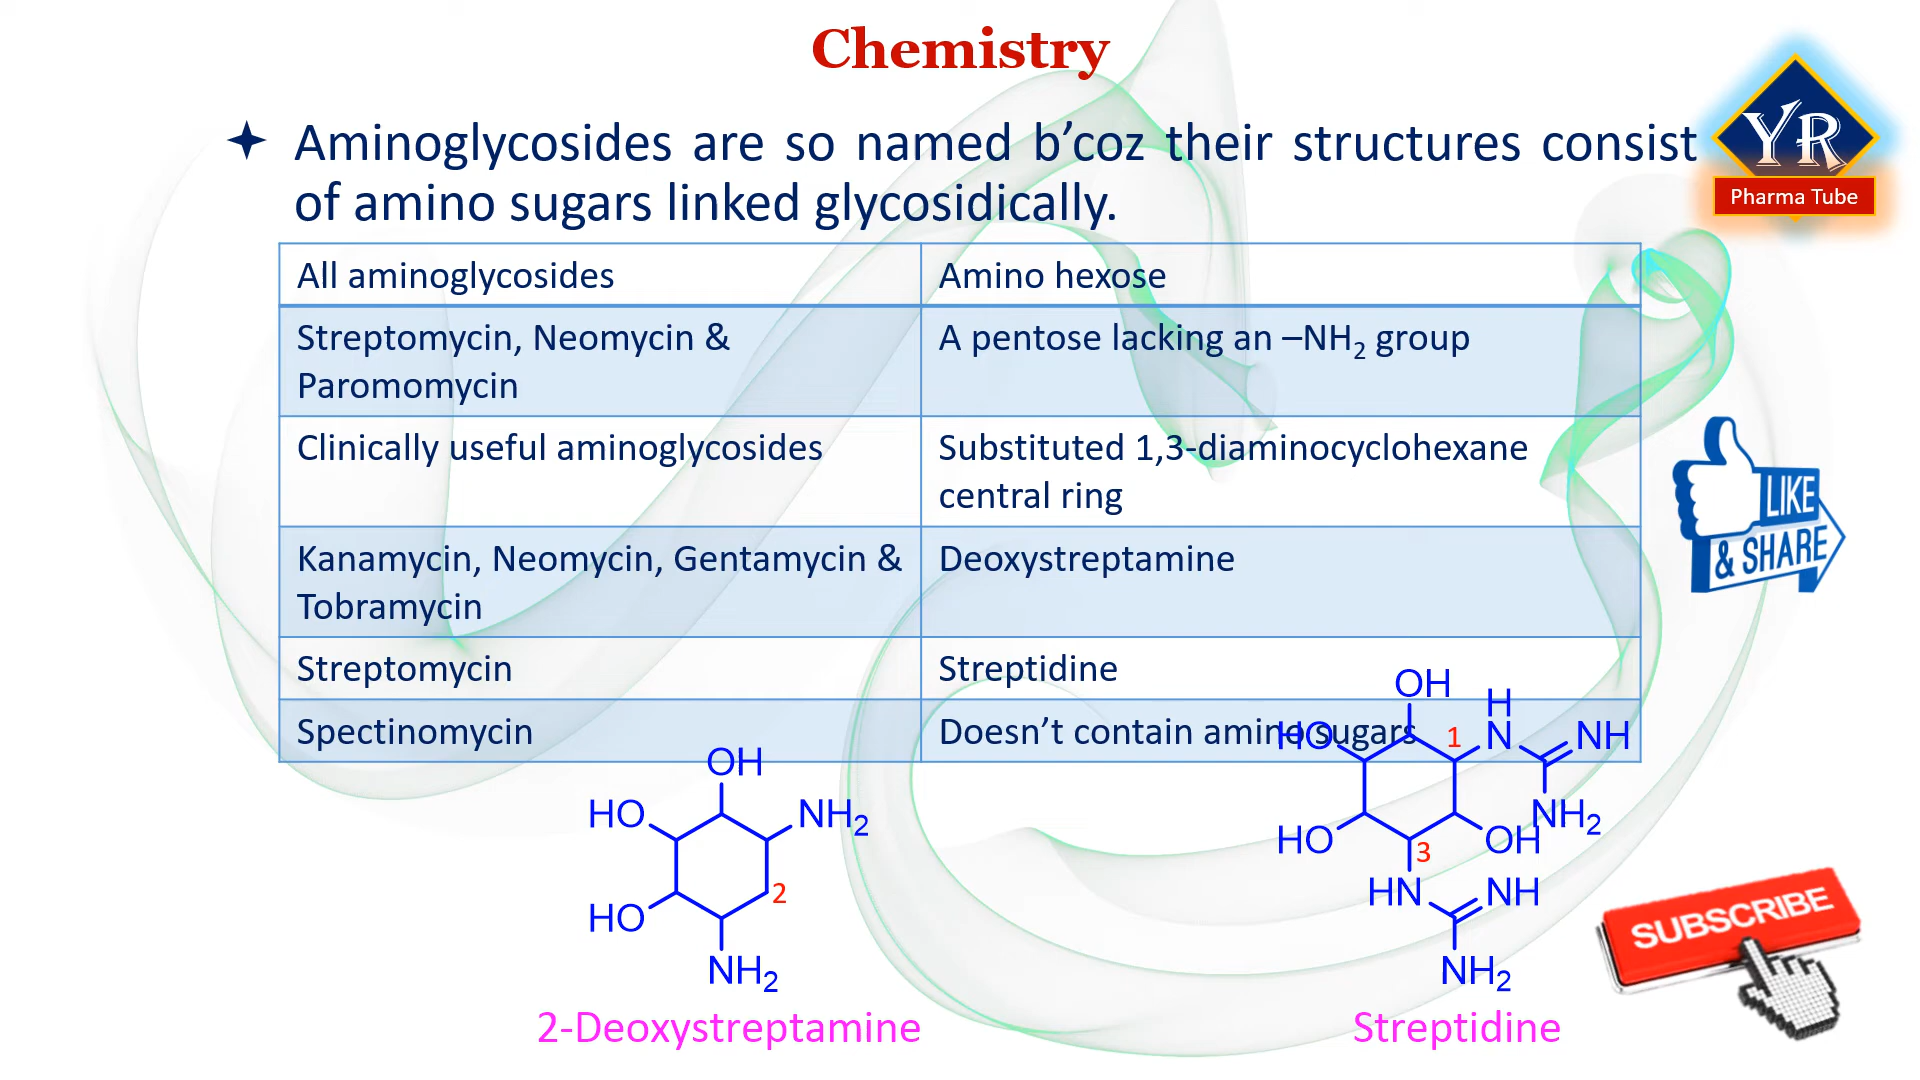 Chemistry
YR
Pharma Tube
✦ Aminoglycosides are so named b’coz their structures consist
of amino sugars linked glycosidically.
All aminoglycosides
Amino hexose
Streptomycin, Neomycin &
Paromomycin
A pentose lacking an –NH₂ group
Clinically useful aminoglycosides
Substituted 1,3-diaminocyclohexane
central ring
Kanamycin, Neomycin, Gentamycin &
Tobramycin
Deoxystreptamine
Streptomycin
Streptidine
Spectinomycin
Doesn’t contain amino sugars
LIKE
& SHARE
OH
HO
NH₂
2
HO
NH₂
2-Deoxystreptamine
OH
H
HO
1
N
NH
NH₂
HO
OH
3
HN
NH
NH₂
Streptidine
SUBSCRIBE